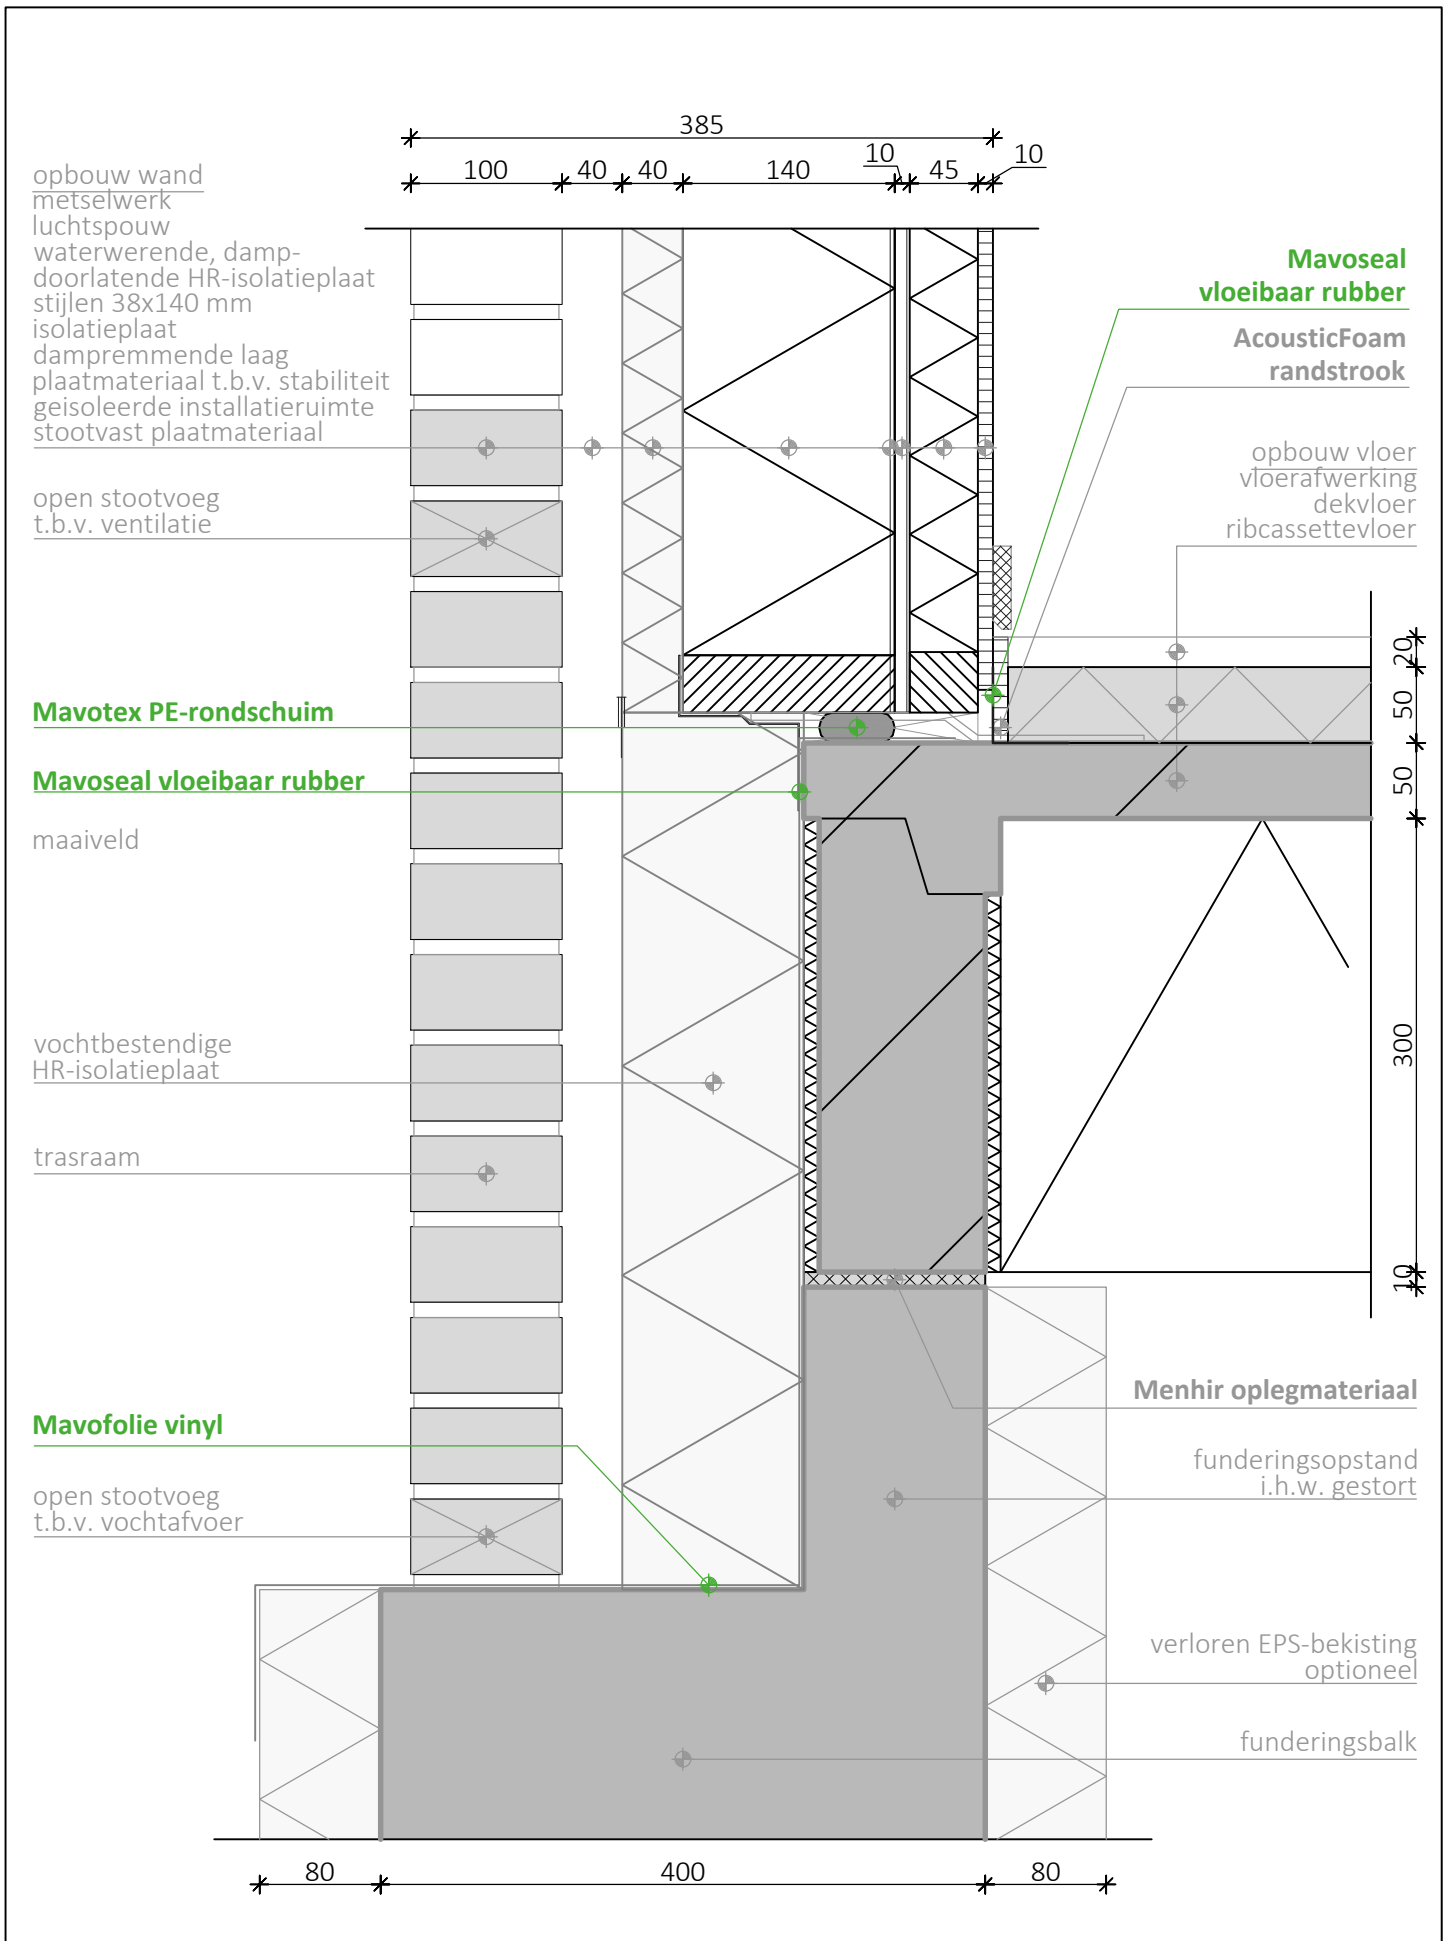 385
100
40
40
140
10
45
10
opbouw wand
metselwerk
luchtspouw
waterwerende, damp-
doorlatende HR-isolatieplaat
stijlen 38x140 mm
isolatieplaat
dampremmende laag
plaatmateriaal t.b.v. stabiliteit
geisoleerde installatieruimte
stootvast plaatmateriaal
open stootvoeg
t.b.v. ventilatie
Mavotex PE-rondschuim
Mavoseal vloeibaar rubber
maaiveld
vochtbestendige
HR-isolatieplaat
trasraam
Mavofolie vinyl
open stootvoeg
t.b.v. vochtafvoer
Mavoseal
vloeibaar rubber
AcousticFoam
randstrook
opbouw vloer
vloerafwerking
dekvloer
ribcassettevloer
20
50
50
300
10
Menhir oplegmateriaal
funderingsopstand
i.h.w. gestort
verloren EPS-bekisting
optioneel
funderingsbalk
80
400
80